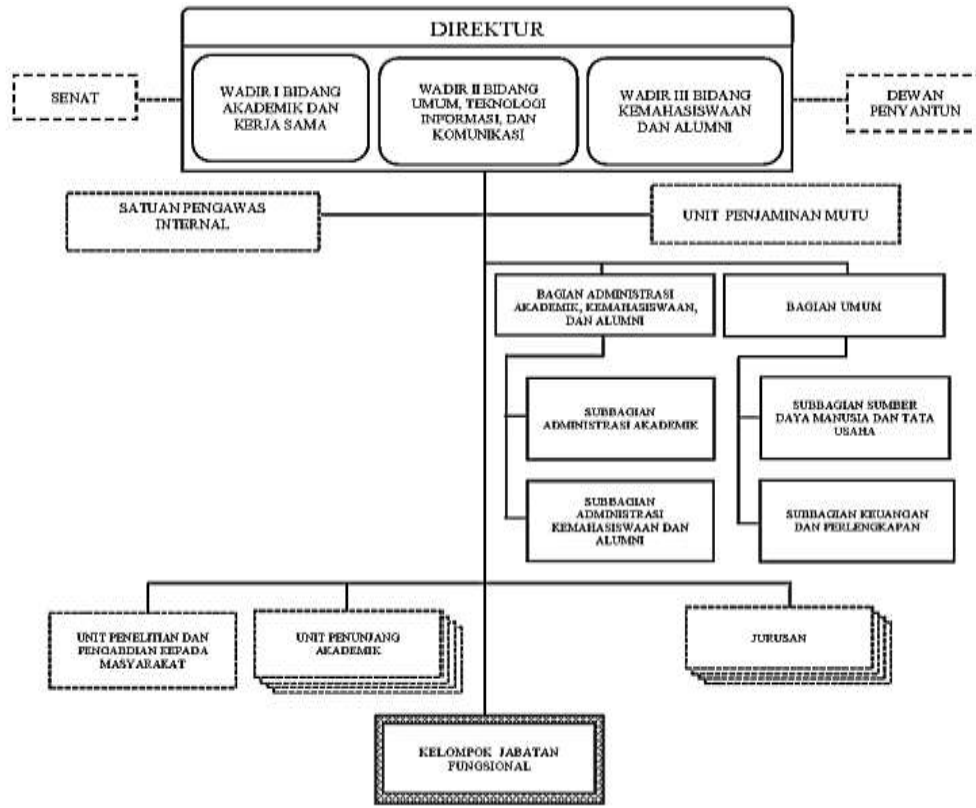 DIREKTUR
SENAT
WADIR I BIDANG
AKADEMIK DAN
KERJA SAMA
WADIR II BIDANG
UMUM, TEKNOLOGI
INFORMASI, DAN
KOMUNIKASI
WADIR III BIDANG
KEMAHASISWAAN
DAN ALUMNI
DEWAN
PENYANTUN
SATUAN PENGAWAS
INTERNAL
UNIT PENJAMINAN MUTU
BAGIAN ADMINISTRASI
AKADEMIK, KEMAHASISWAAN,
DAN ALUMNI
BAGIAN UMUM
SUBBAGIAN
ADMINISTRASI AKADEMIK
SUBBAGIAN SUMBER
DAYA MANUSIA DAN TATA
USAHA
SUBBAGIAN
ADMINISTRASI
KEMAHASISWAAN DAN
ALUMNI
SUBBAGIAN KEUANGAN
DAN PERLENGKAPAN
UNIT PENELITIAN DAN
PENGABDIAN KEPADA
MASYARAKAT
UNIT PENUNJANG
AKADEMIK
JURUSAN
KELOMPOK JABATAN
FUNGSIONAL